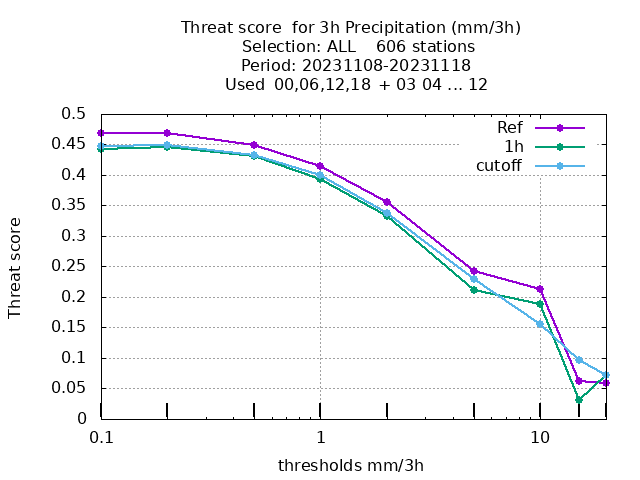 Threat score  for 3h Precipitation (mm/3h)
Selection: ALL    606 stations
Period: 20231108-20231118
Used  00,06,12,18  + 03 04 ... 12
Ref
1h
cutoff
0.5
0.45
0.4
0.35
0.3
0.25
0.2
0.15
0.1
0.05
0
Threat score
0.1
1
10
thresholds mm/3h